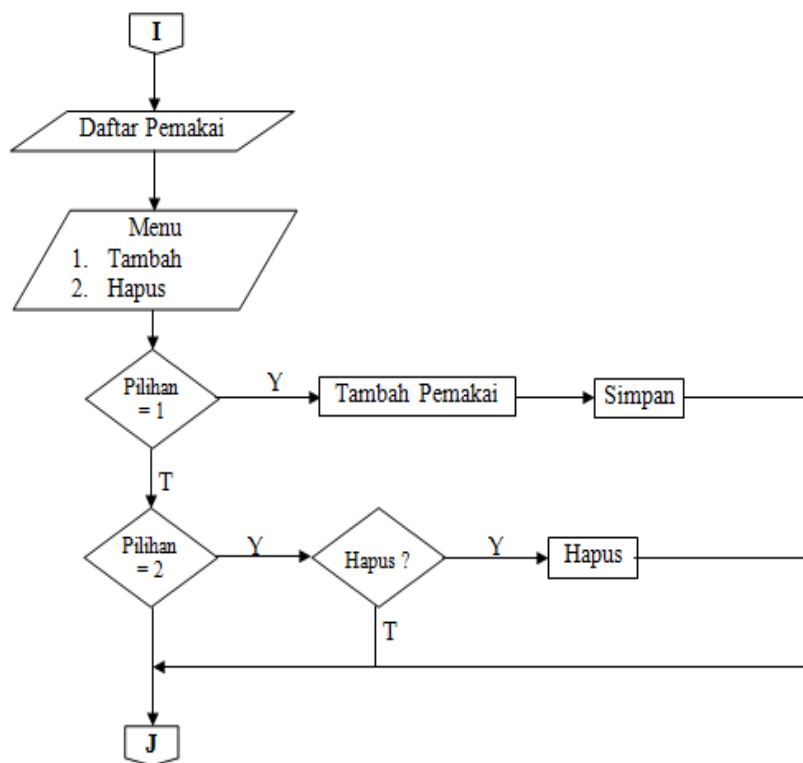 I
Daftar Pemakai
Menu
1. Tambah
2. Hapus
Pilihan
= 1
Y
Tambah Pemakai
Simpan
T
Pilihan
= 2
Y
Hapus ?
Y
Hapus
T
J